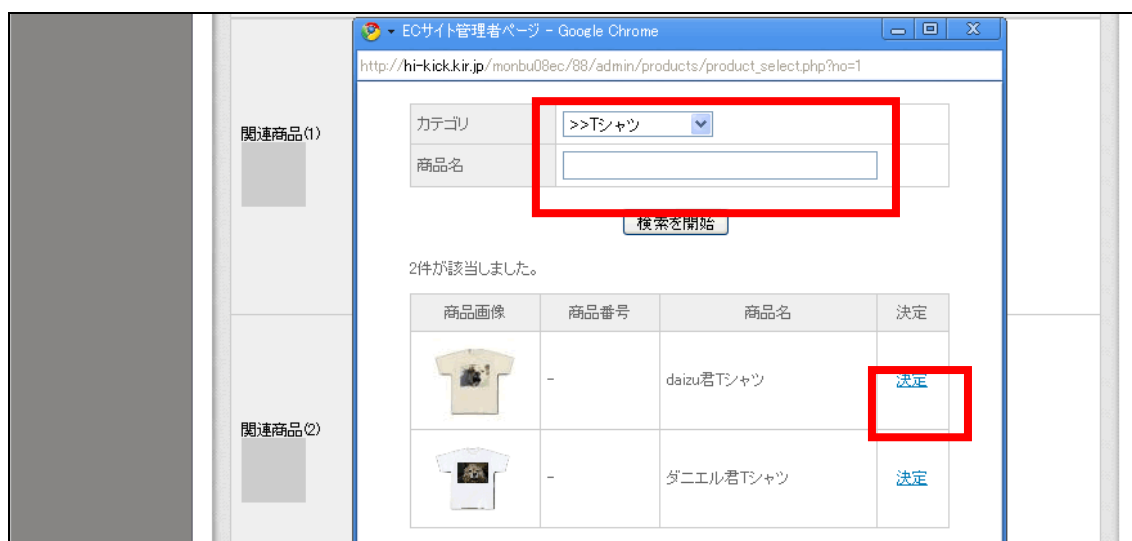 ECサイト管理者ページ - Google Chrome
http://hi-kick.kir.jp/monbu08ec/88/admin/products/product_select.php?no=1
関連商品(1)
カテゴリ >>Tシャツ
商品名
検索を開始
2件が該当しました。
商品画像 商品番号 商品名 決定
- daizu君Tシャツ 決定
関連商品(2)
- ダニエル君Tシャツ 決定